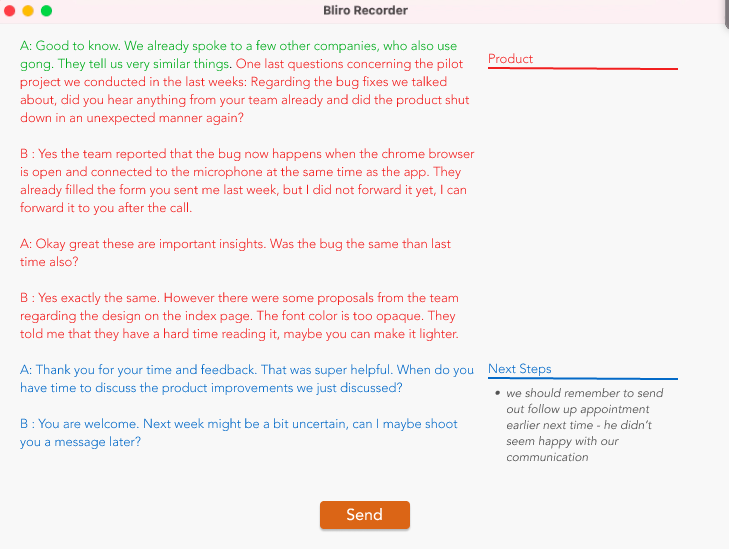 Bliro Recorder
A: Good to know. We already spoke to a few other companies, who also use
gong. They tell us very similar things. One last questions concerning the pilot
project we conducted in the last weeks: Regarding the bug fixes we talked
about, did you hear anything from your team already and did the product shut
down in an unexpected manner again?
Product
B : Yes the team reported that the bug now happens when the chrome browser
is open and connected to the microphone at the same time as the app. They
already filled the form you sent me last week, but I did not forward it yet, I can
forward it to you after the call.
A: Okay great these are important insights. Was the bug the same than last
time also?
B : Yes exactly the same. However there were some proposals from the team
regarding the design on the index page. The font color is too opaque. They
told me that they have a hard time reading it, maybe you can make it lighter.
A: Thank you for your time and feedback. That was super helpful. When do you
have time to discuss the product improvements we just discussed?
B : You are welcome. Next week might be a bit uncertain, can I maybe shoot
you a message later?
Next Steps
• we should remember to send
out follow up appointment
earlier next time - he didn't
seem happy with our
communication
Send